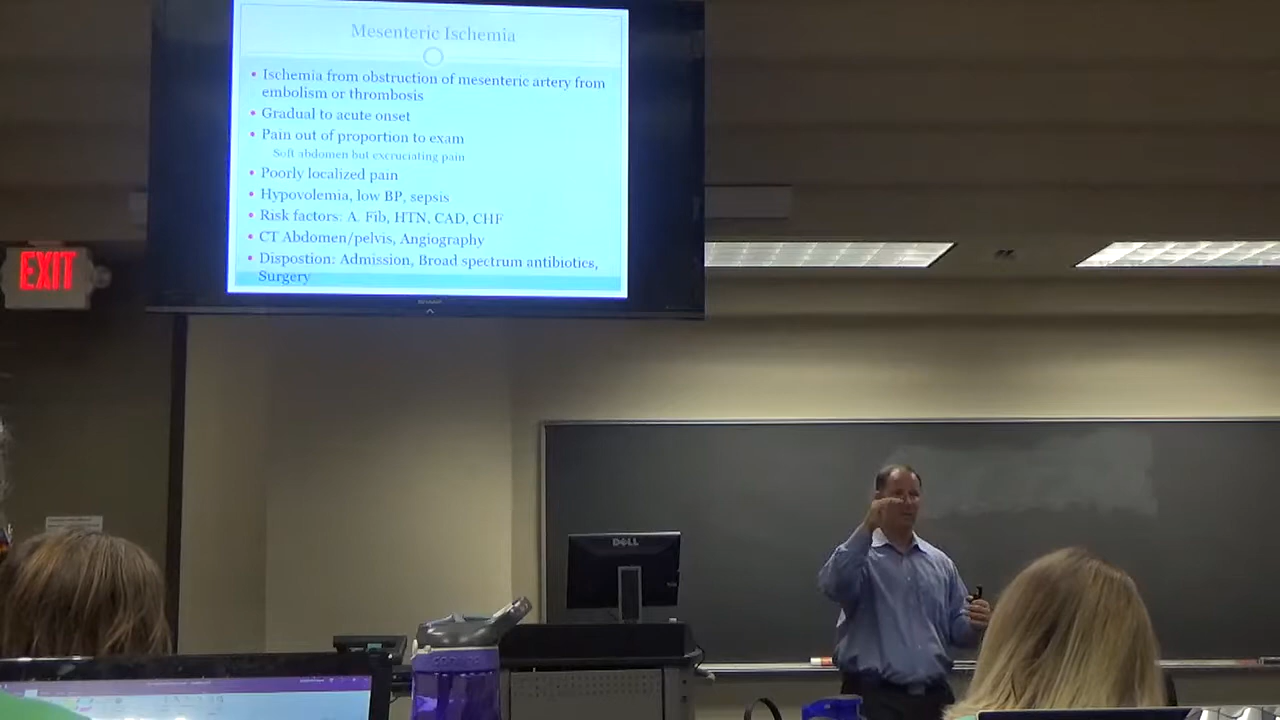 Mesenteric Ischemia
• Ischemia from obstruction of mesenteric artery from
embolism or thrombosis
• Gradual to acute onset
• Pain out of proportion to exam
Soft abdomen but excruciating pain
• Poorly localized pain
• Hypovolemia, low BP, sepsis
• Risk factors: A. Fib, HTN, CAD, CHF
• CT Abdomen/pelvis, Angiography
• Dispostion: Admission, Broad spectrum antibiotics,
Surgery
SHARP
EXIT
DELL
CONTIGO